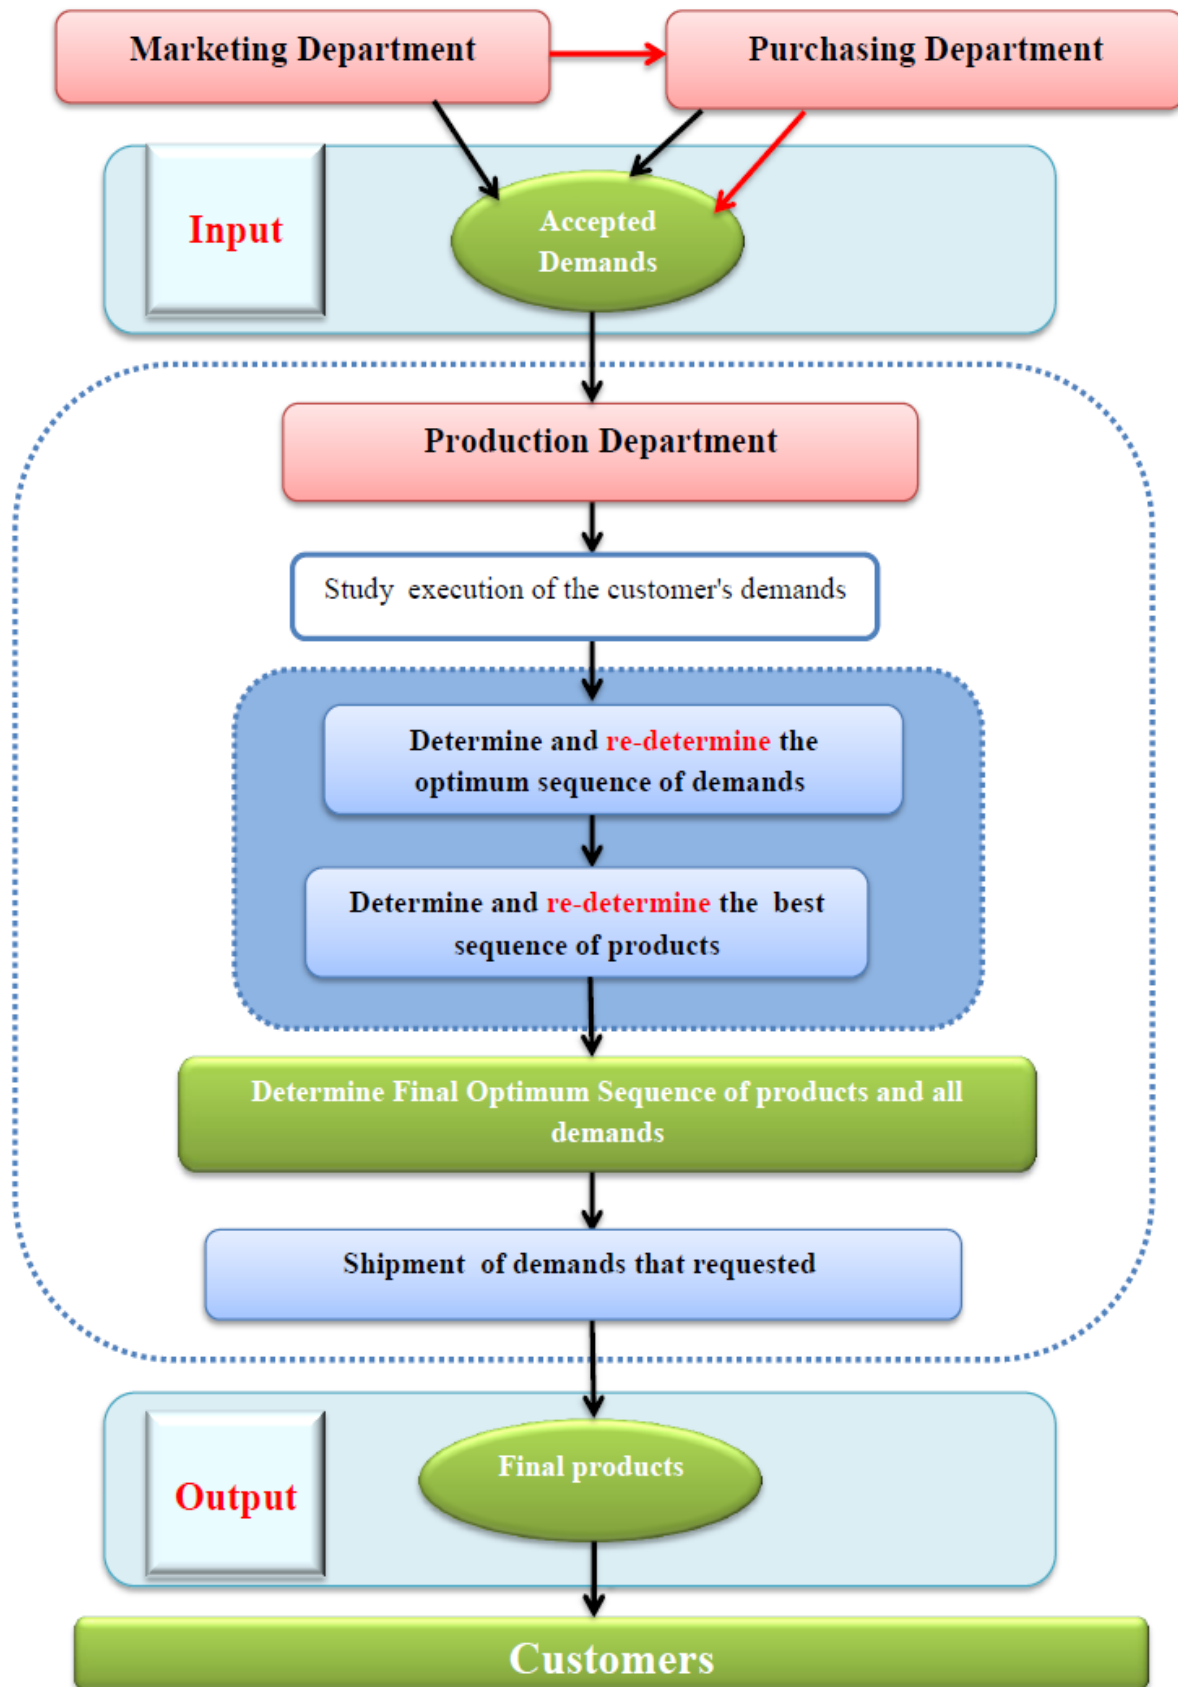 Marketing Department
Purchasing Department
Input
Accepted
Demands
Production Department
Study execution of the customer's demands
Determine and re-determine the
optimum sequence of demands
Determine and re-determine the best
sequence of products
Determine Final Optimum Sequence of products and all
demands
Shipment of demands that requested
Output
Final products
Customers